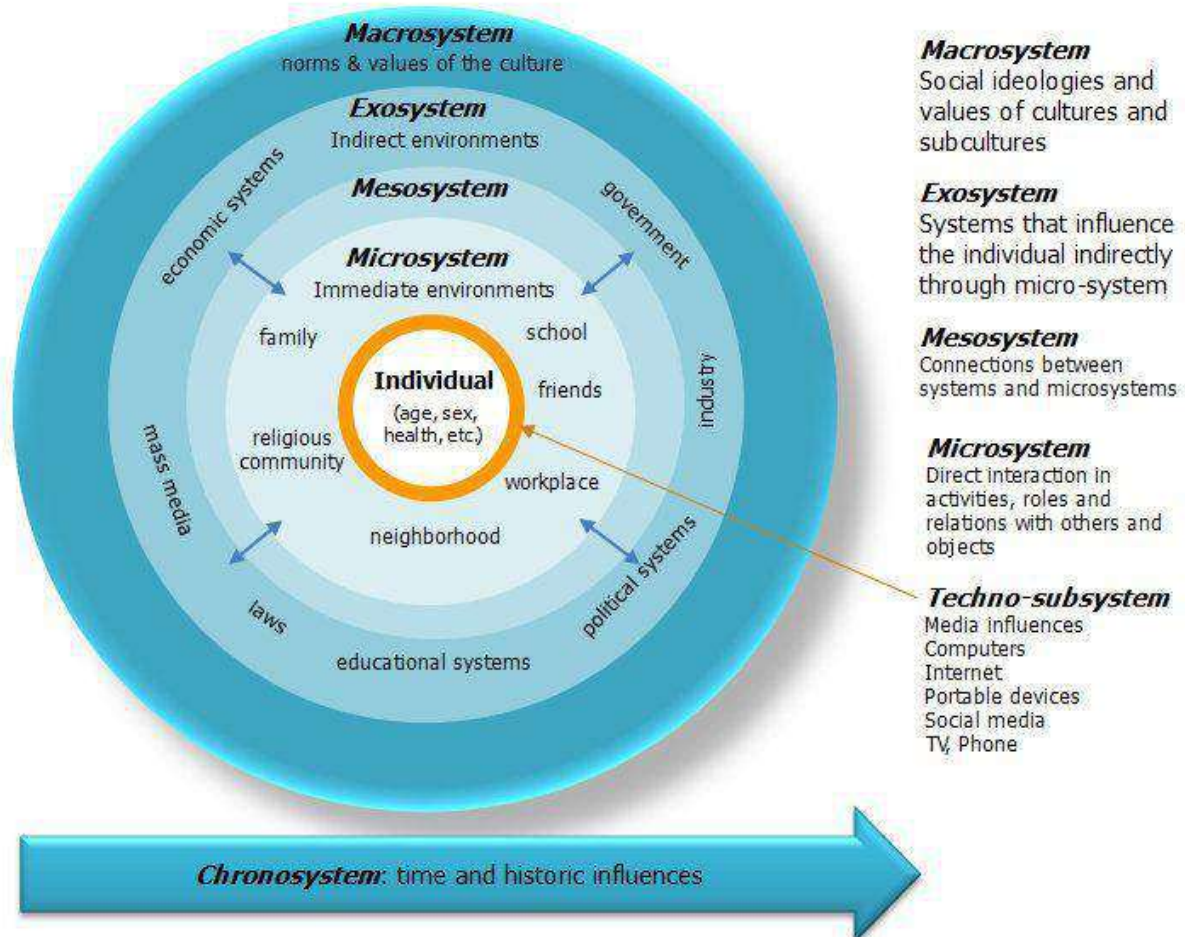 Macrosystem
norms & values of the culture
Exosystem
Indirect environments
Mesosystem
Microsystem
Immediate environments
economic systems
government
family
school
Individual
(age, sex,
health, etc.)
friends
industry
mass media
religious
community
workplace
neighborhood
laws
political systems
educational systems
Macrosystem
Social ideologies and
values of cultures and
subcultures
Exosystem
Systems that influence
the individual indirectly
through micro-system
Mesosystem
Connections between
systems and microsystems
Microsystem
Direct interaction in
activities, roles and
relations with others and
objects
Techno-subsystem
Media influences
Computers
Internet
Portable devices
Social media
TV, Phone
Chronosystem: time and historic influences